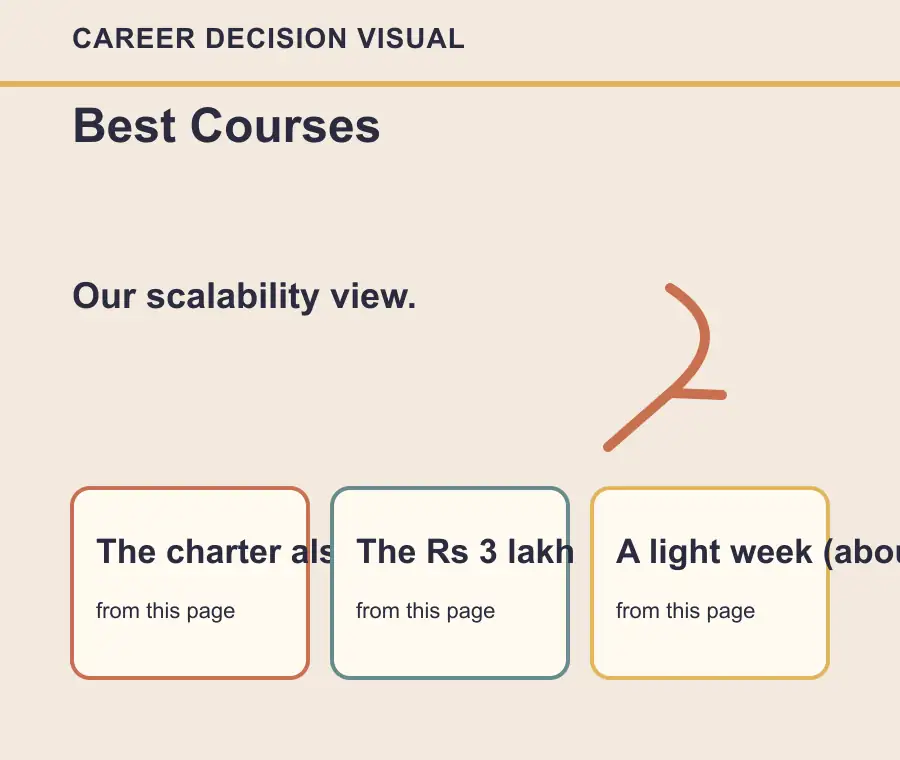 CAREER DECISION VISUAL
Best Courses
Our scalability view.
The charter als
The Rs 3 lakh
A light week (abou
from this page
from this page
from this page